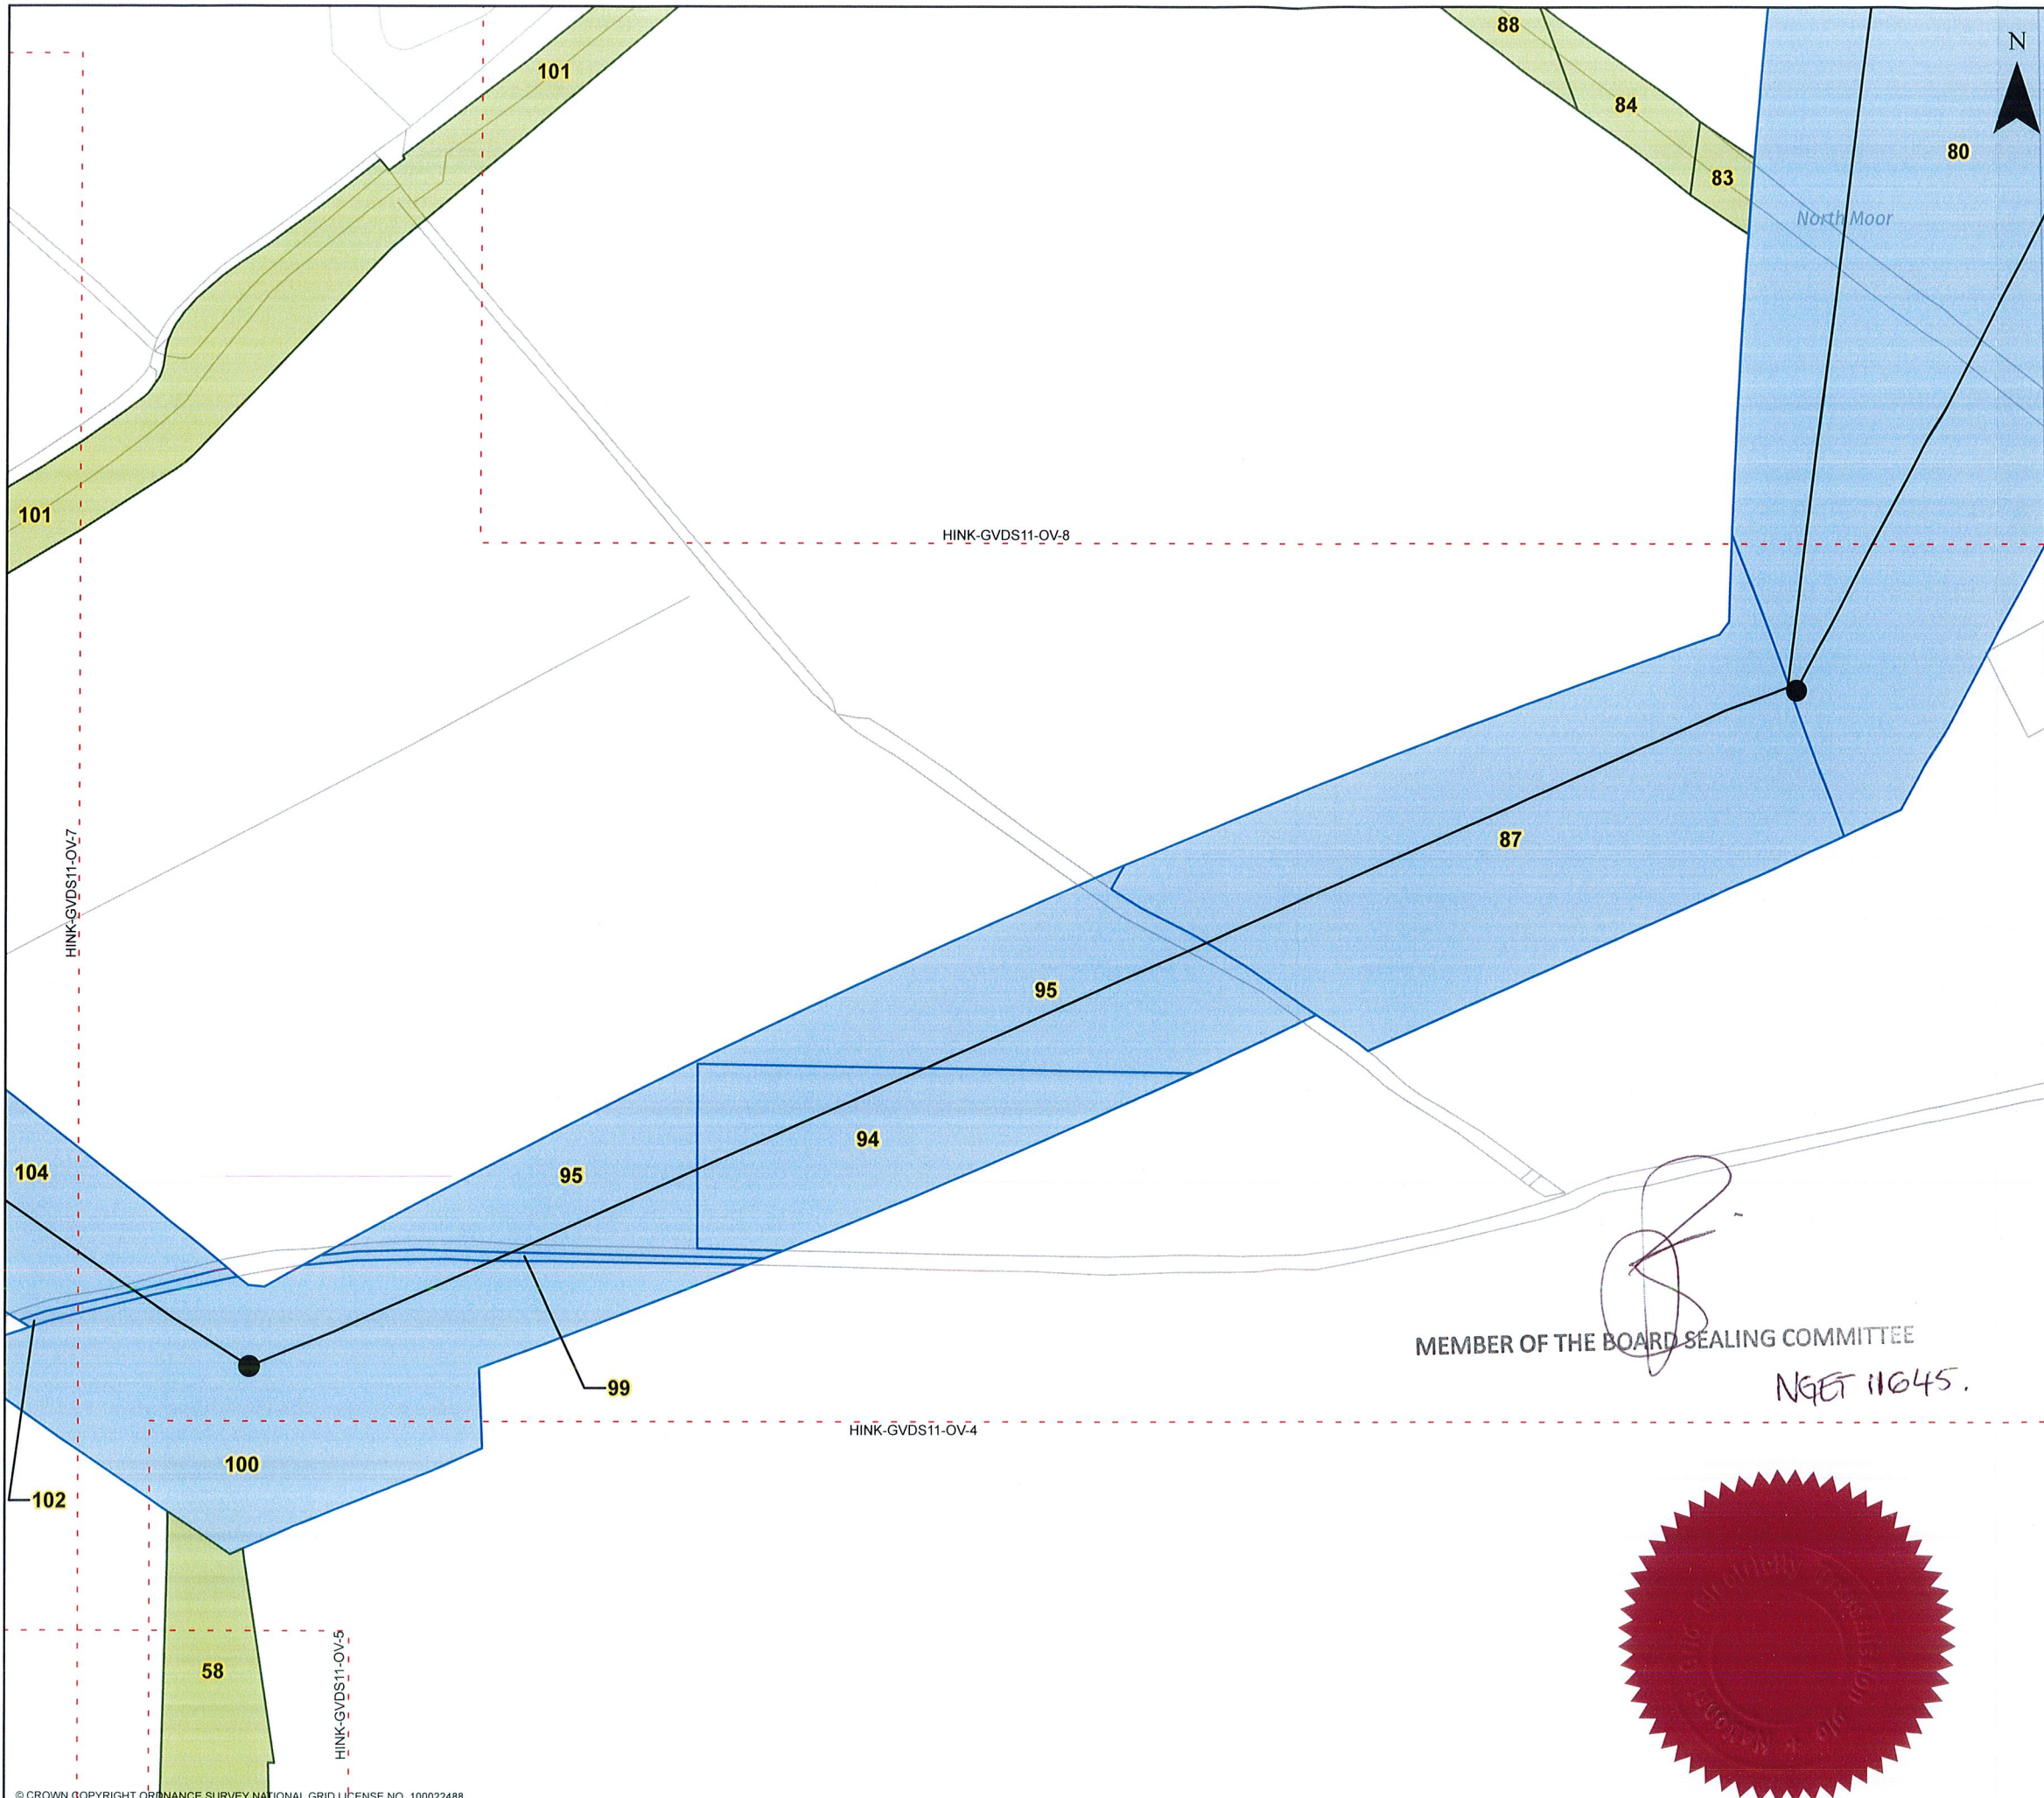 88
101
84
N
80
83
North Moor
101
HINK-GVDS11-OV-8
HINK-GVDS11-OV-7
87
95
94
104
95
MEMBER OF THE BOARD SEALING COMMITTEE
99
NGET 11645.
HINK-GVDS11-OV-4
100
102
HINK-GVDS11-OV-5
58
© CROWN COPYRIGHT ORDNANCE SURVEY NATIONAL GRID LICENSE NO. 100022488